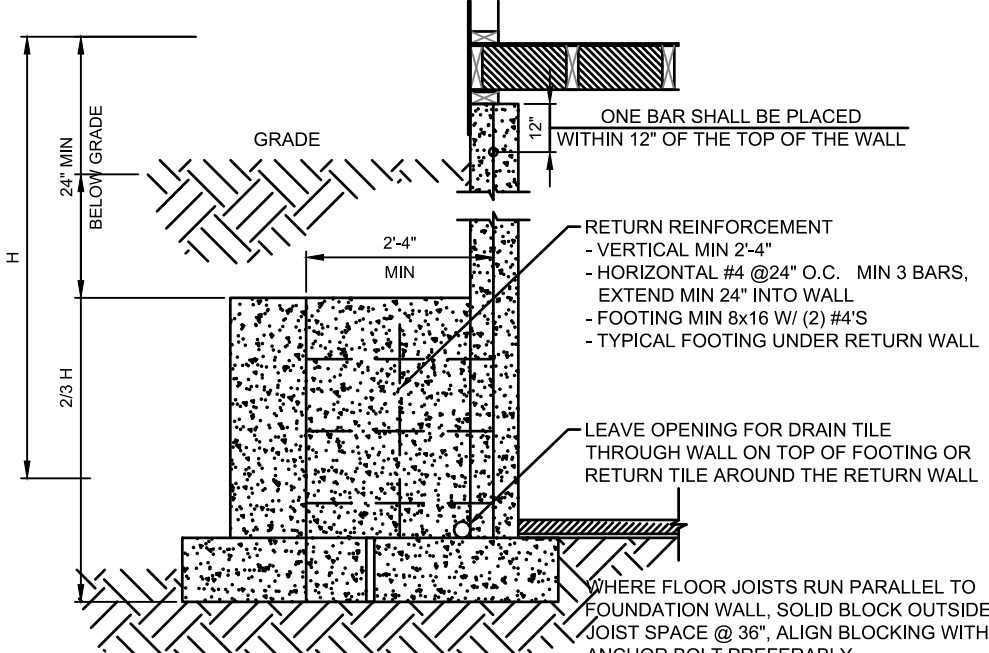 ONE BAR SHALL BE PLACED
WITHIN 12" OF THE TOP OF THE WALL
12"
GRADE
24" MIN
BELOW GRADE
H
2'-4"
MIN
RETURN REINFORCEMENT
- VERTICAL MIN 2'-4"
- HORIZONTAL #4 @24" O.C. MIN 3 BARS,
EXTEND MIN 24" INTO WALL
- FOOTING MIN 8x16 W/ (2) #4'S
- TYPICAL FOOTING UNDER RETURN WALL
2/3 H
LEAVE OPENING FOR DRAIN TILE
THROUGH WALL ON TOP OF FOOTING OR
RETURN TILE AROUND THE RETURN WALL
WHERE FLOOR JOISTS RUN PARALLEL TO
FOUNDATION WALL, SOLID BLOCK OUTSIDE
JOIST SPACE @ 36", ALIGN BLOCKING WITH
ANCHOR BOLT PREFERABLY